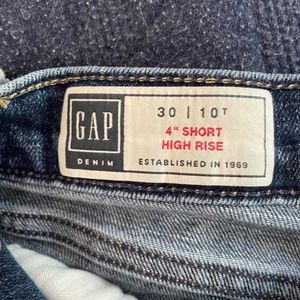 GAP
DENIM
30 | 10T
4" SHORT
HIGH RISE
ESTABLISHED IN 1969